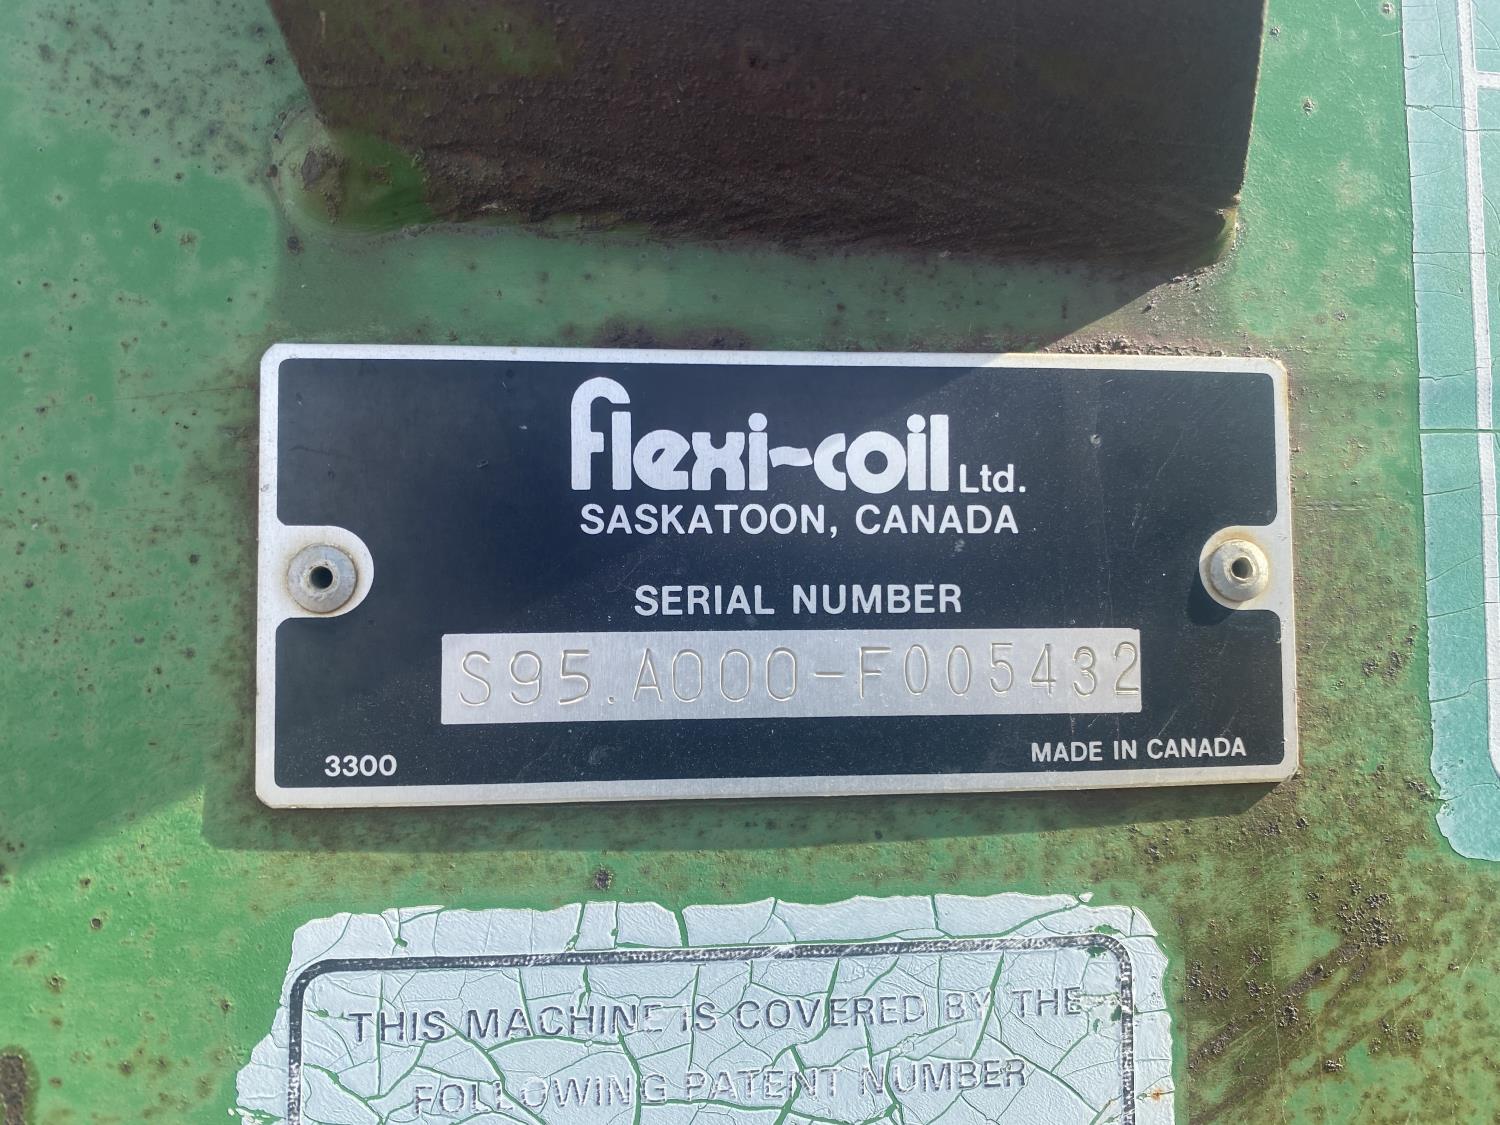 flexi-coil Ltd.
SASKATOON, CANADA
SERIAL NUMBER
S95.A000-F005432
3300
MADE IN CANADA
THIS MACHINE IS COVERED BY THE
FOLLOWING PATENT NUMBER